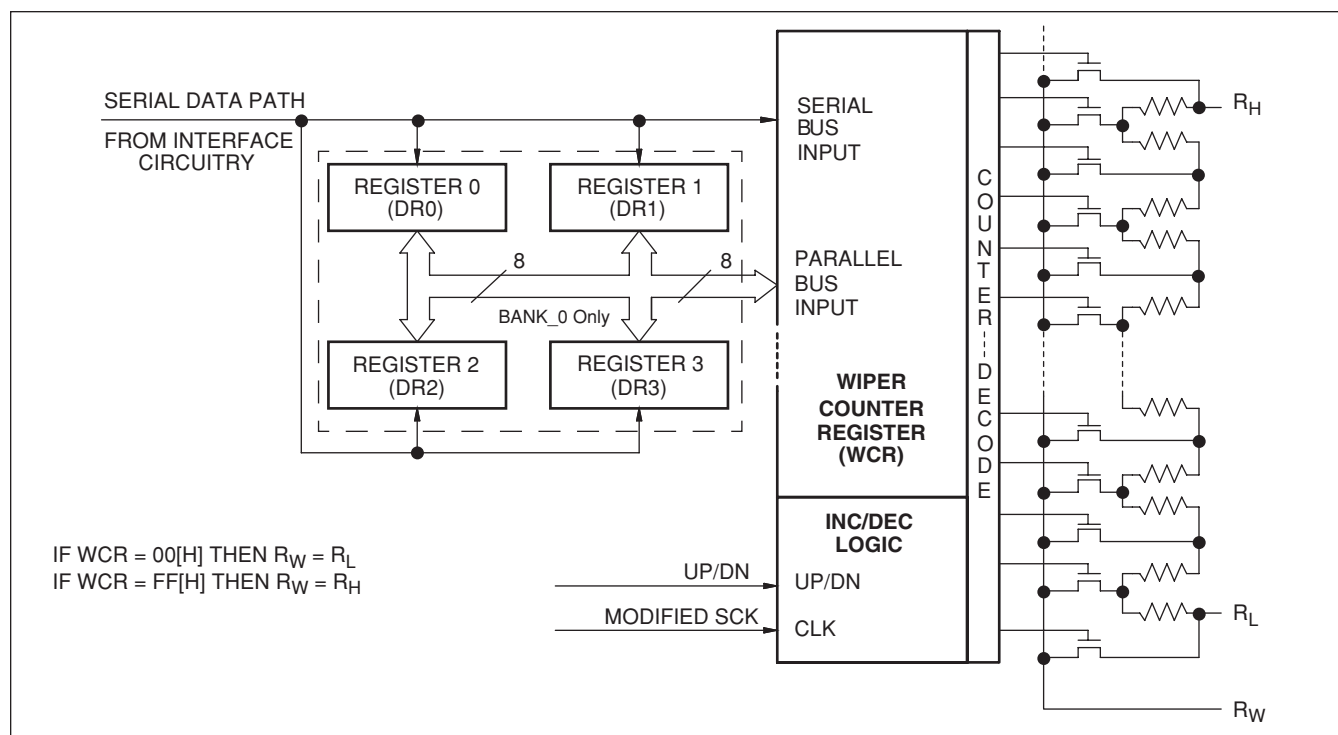 SERIAL DATA PATH
FROM INTERFACE
CIRCUITRY
REGISTER 0
(DR0)
REGISTER 1
(DR1)
8
8
BANK_0 Only
REGISTER 2
(DR2)
REGISTER 3
(DR3)
SERIAL
BUS
INPUT
PARALLEL
BUS
INPUT
WIPER
COUNTER
REGISTER
(WCR)
INC/DEC
LOGIC
UP/DN
UP/DN
MODIFIED SCK
CLK
COUNTER DECODE
RH
RL
RW
IF WCR = 00[H] THEN RW = RL
IF WCR = FF[H] THEN RW = RH